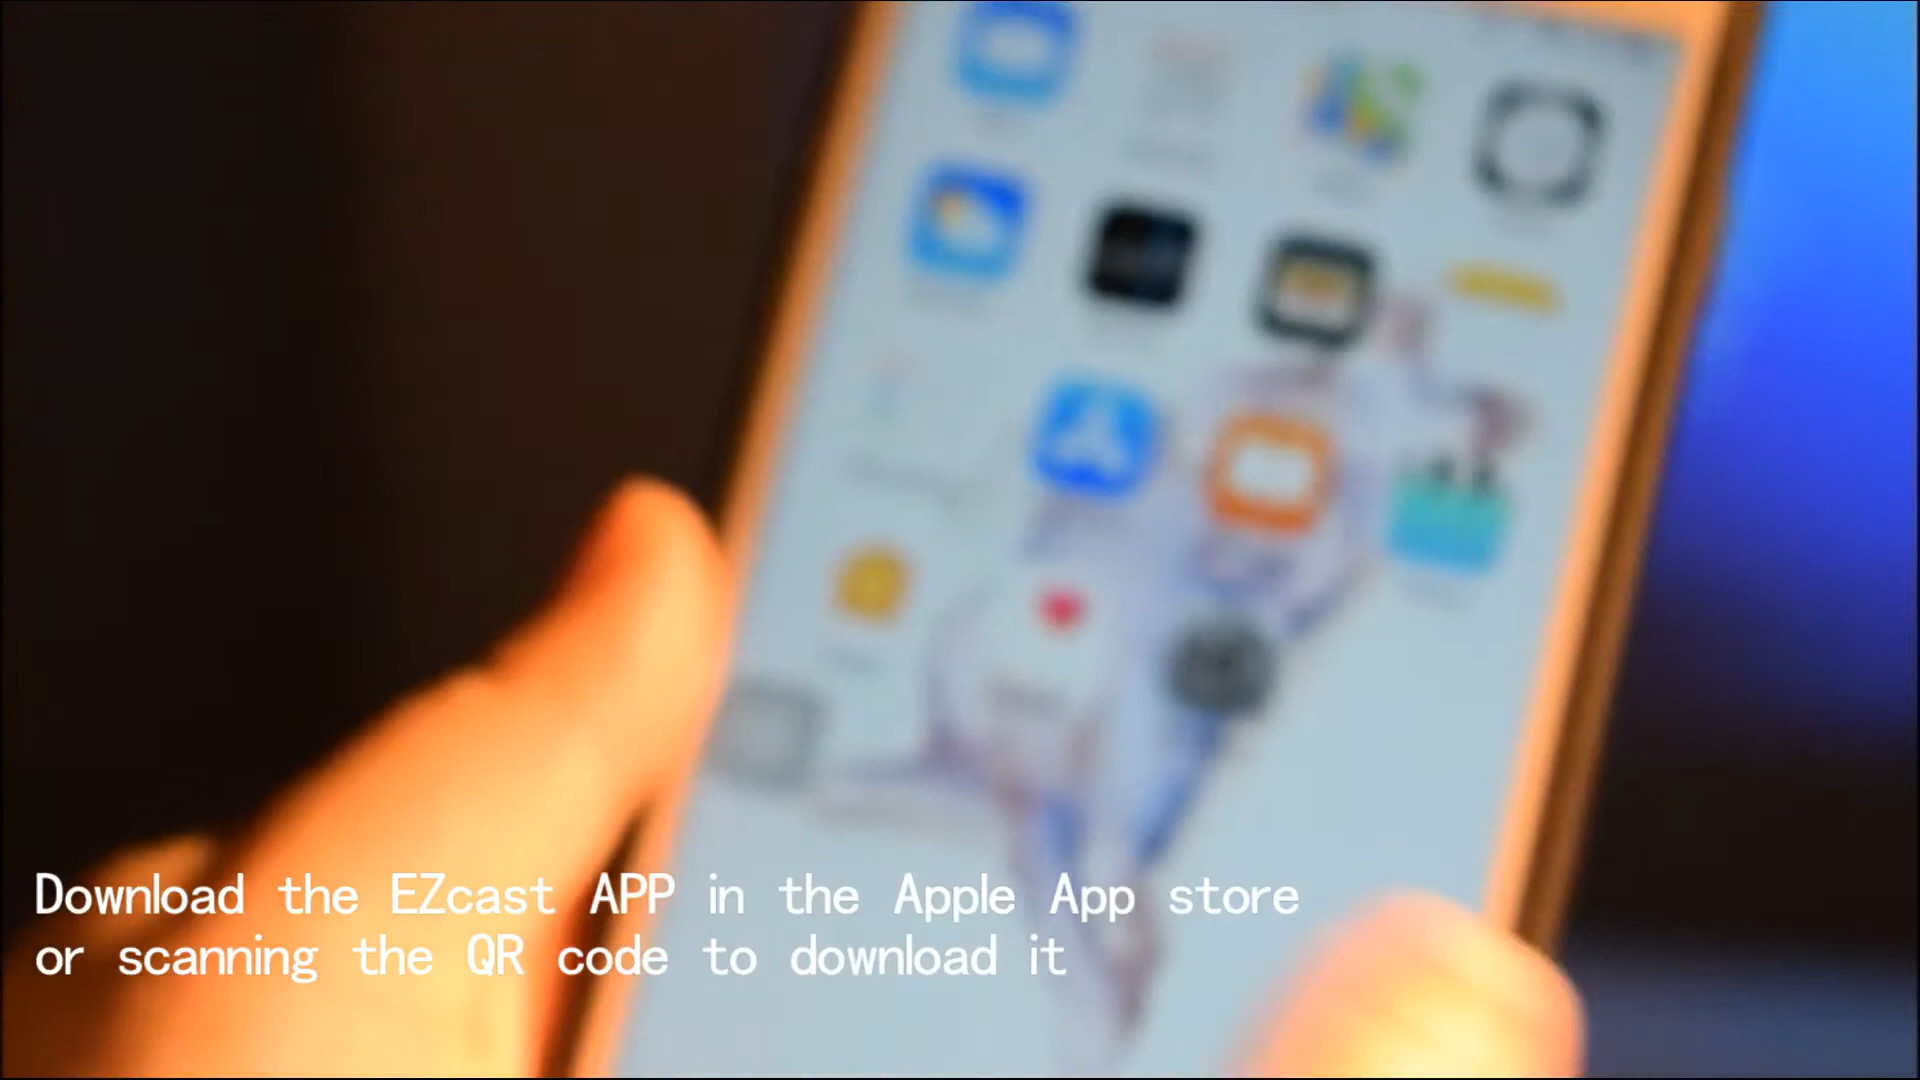 Download the EZcast APP in the Apple App store
or scanning the QR code to download it